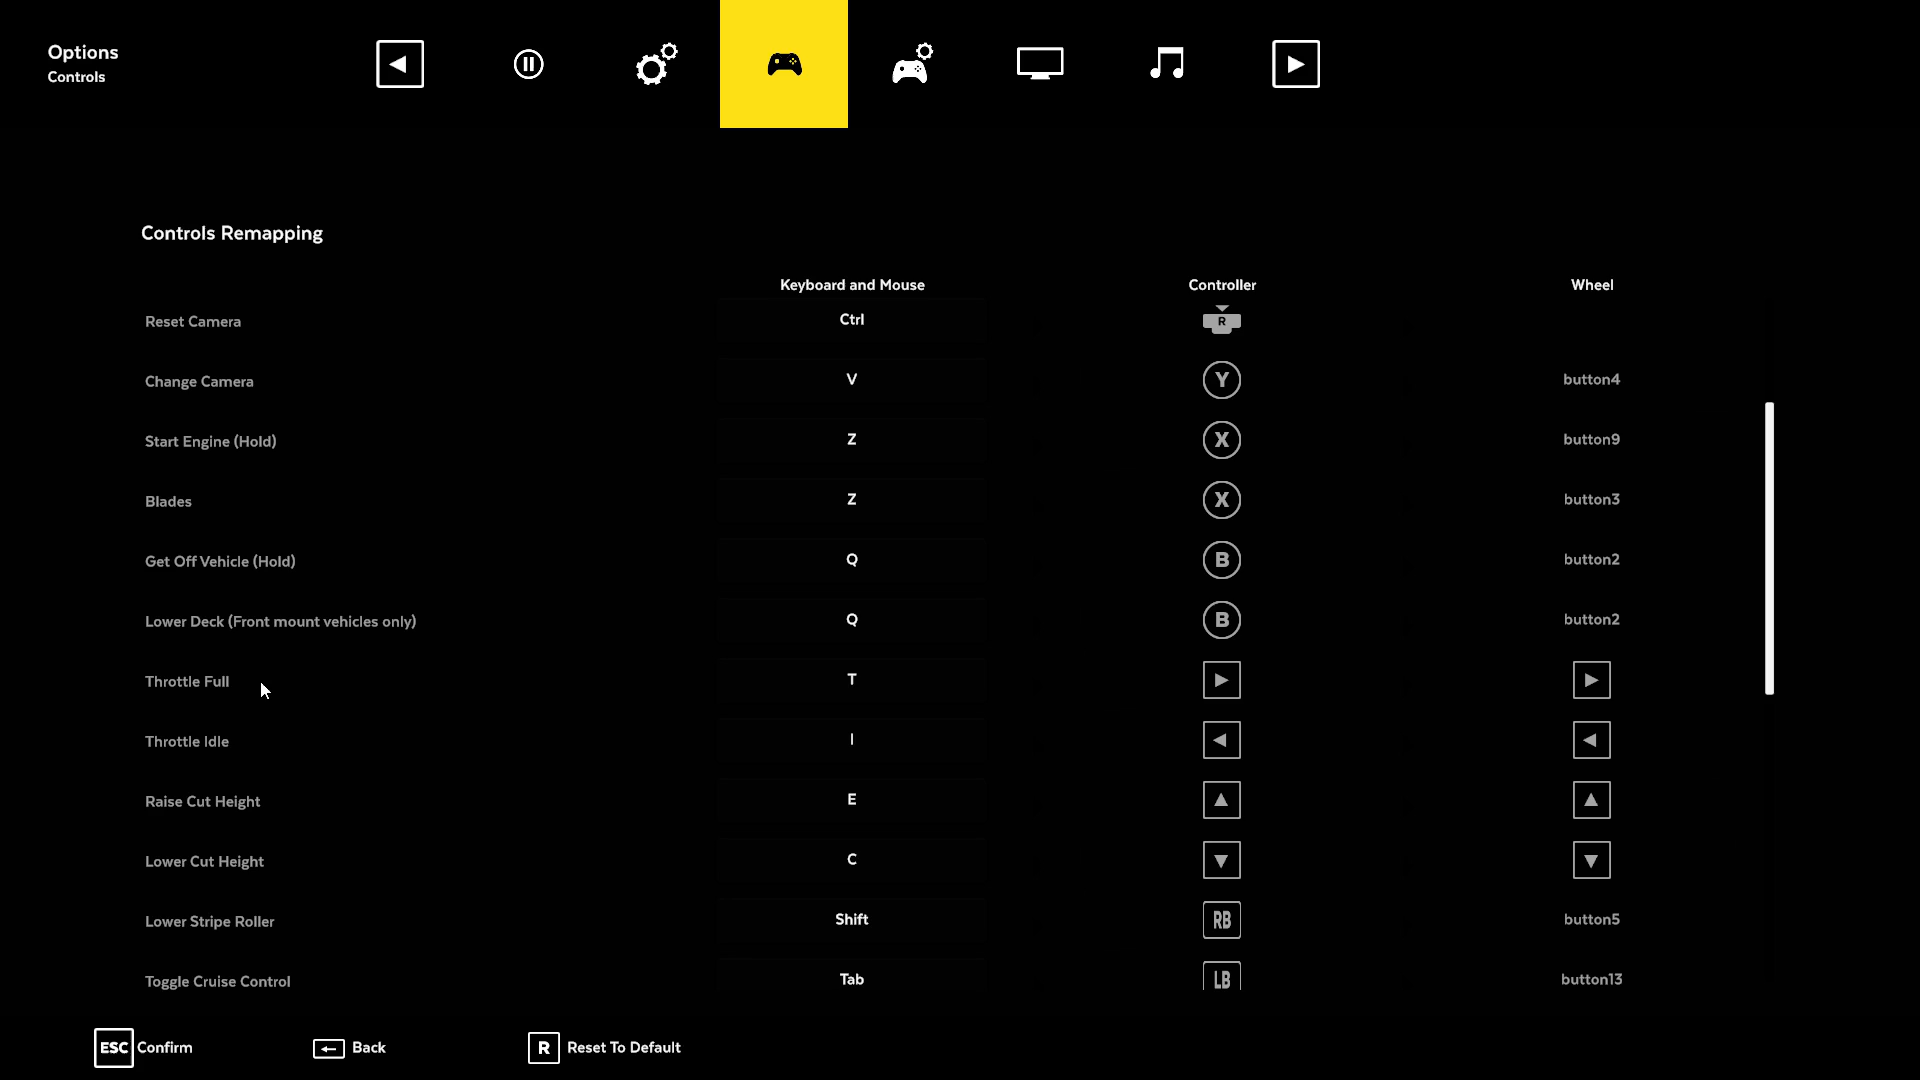 Options
Controls
Controls Remapping
Keyboard and Mouse Controller Wheel
Reset Camera Ctrl R
Change Camera V Y button4
Start Engine (Hold) Z X button9
Blades Z X button3
Get Off Vehicle (Hold) Q B button2
Lower Deck (Front mount vehicles only) Q B button2
Throttle Full T
Throttle Idle I
Raise Cut Height E
Lower Cut Height C
Lower Stripe Roller Shift RB button5
Toggle Cruise Control Tab LB button13
ESC Confirm Back R Reset To Default